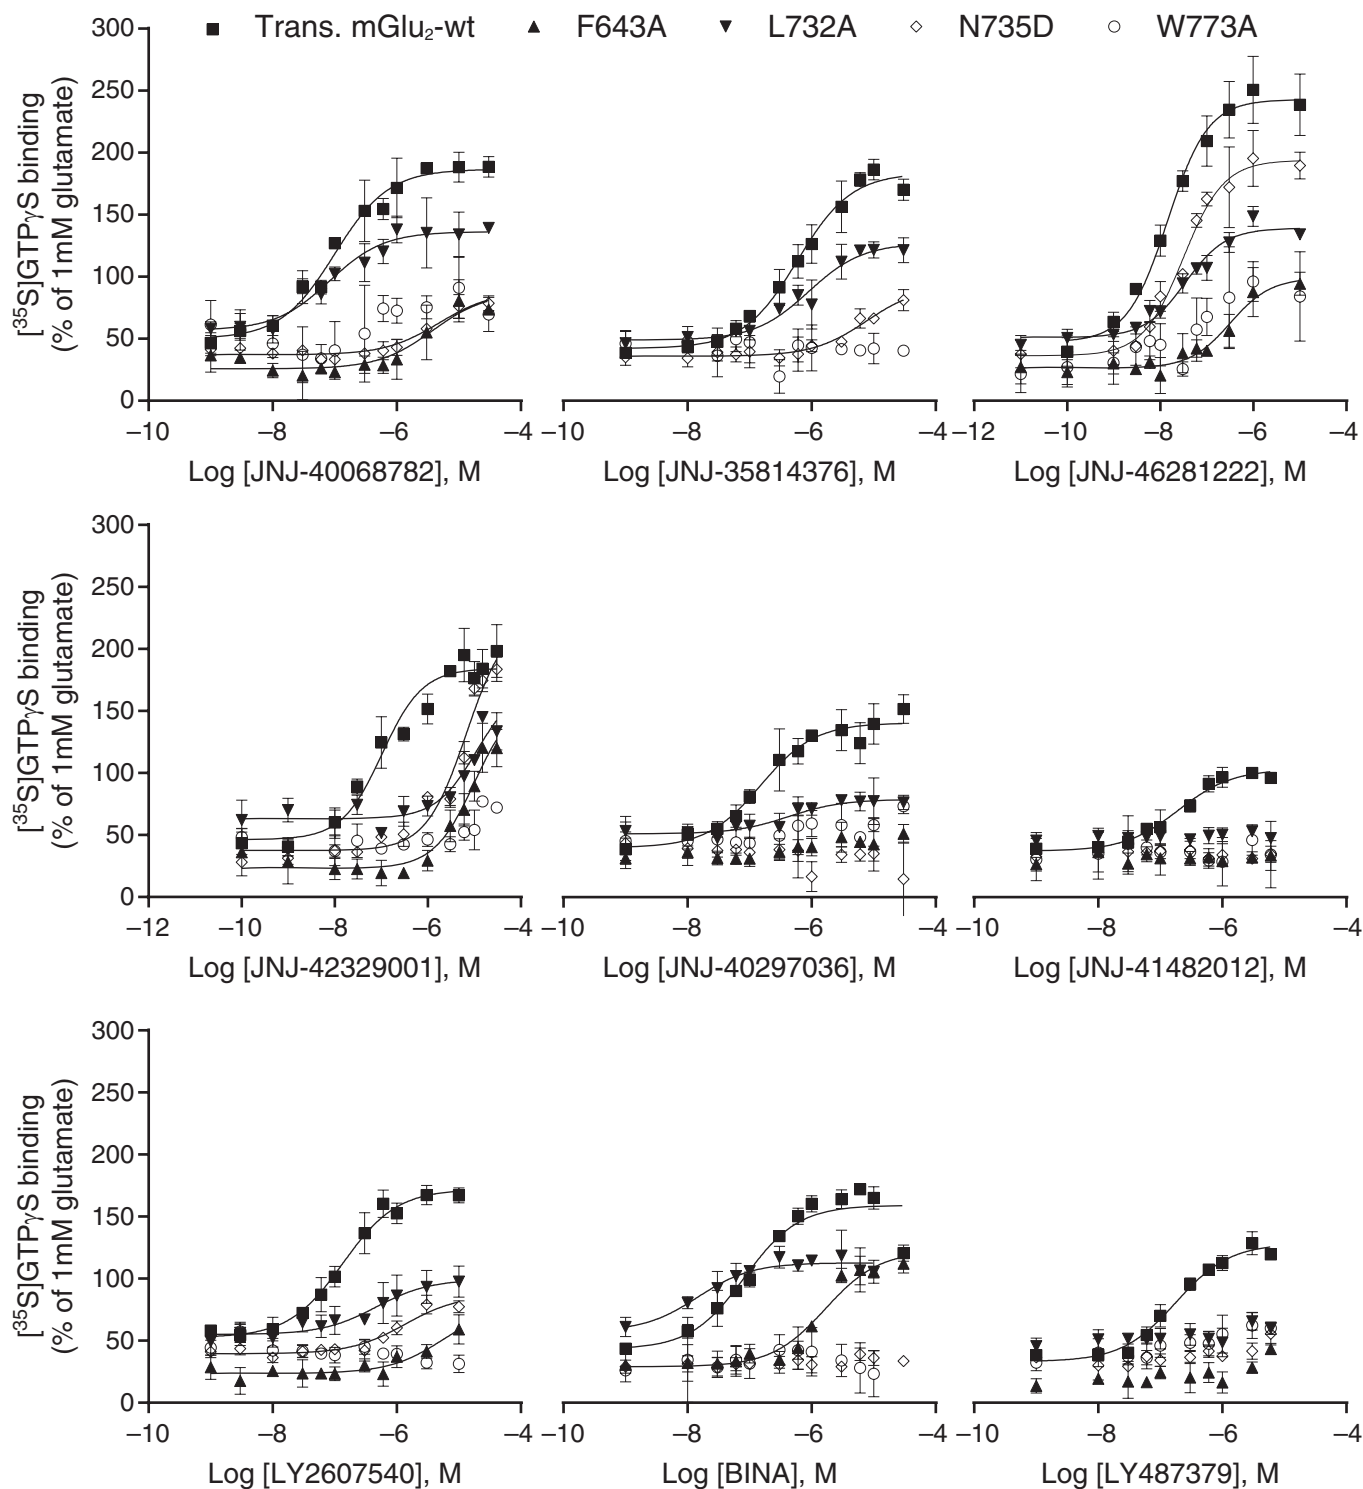 Trans. mGlu2-wt F643A L732A N735D W773A
[35S]GTPγS binding
(% of 1mM glutamate)
300
250
200
150
100
50
0
−10 −8 −6 −4
Log [JNJ-40068782], M
−10 −8 −6 −4
Log [JNJ-35814376], M
−12 −10 −8 −6 −4
Log [JNJ-46281222], M
[35S]GTPγS binding
(% of 1mM glutamate)
300
250
200
150
100
50
0
−12 −10 −8 −6 −4
Log [JNJ-42329001], M
−10 −8 −6 −4
Log [JNJ-40297036], M
−10 −8 −6 −4
Log [JNJ-41482012], M
[35S]GTPγS binding
(% of 1mM glutamate)
300
250
200
150
100
50
0
−10 −8 −6 −4
Log [LY2607540], M
−10 −8 −6 −4
Log [BINA], M
−10 −8 −6 −4
Log [LY487379], M